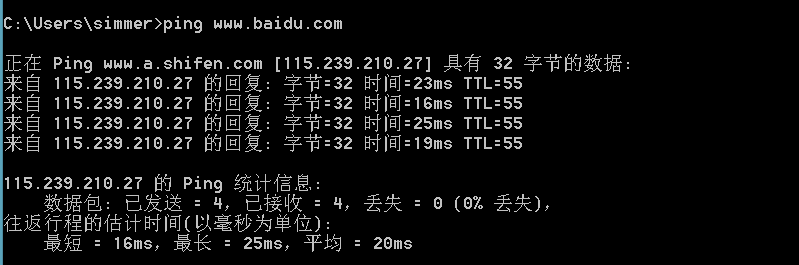 C:\Users\simmer>ping www.baidu.com
正在 Ping www.a.shifen.com [115.239.210.27] 具有 32 字节的数据:
来自 115.239.210.27 的回复: 字节=32 时间=23ms TTL=55
来自 115.239.210.27 的回复: 字节=32 时间=16ms TTL=55
来自 115.239.210.27 的回复: 字节=32 时间=25ms TTL=55
来自 115.239.210.27 的回复: 字节=32 时间=19ms TTL=55
115.239.210.27 的 Ping 统计信息:
    数据包: 已发送 = 4, 已接收 = 4, 丢失 = 0 (0% 丢失),
往返行程的估计时间(以毫秒为单位):
    最短 = 16ms, 最长 = 25ms, 平均 = 20ms